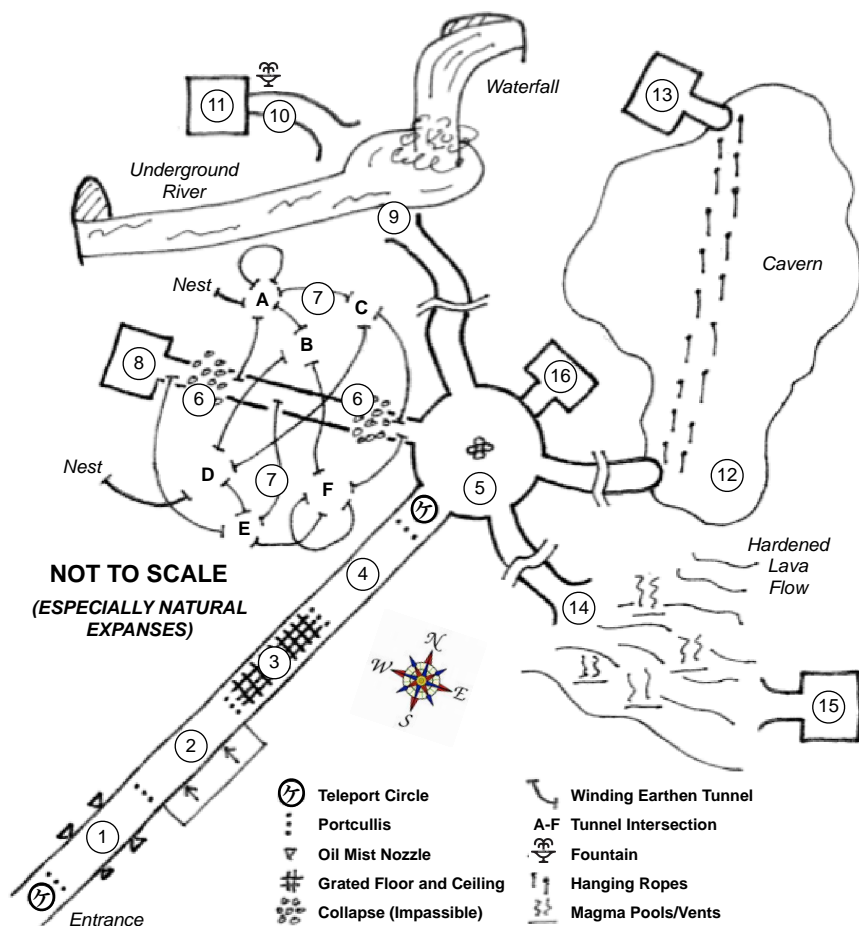 Waterfall
11
10
13
Underground
River
9
Cavern
Nest
A
7
C
B
8
6
6
16
Nest
D
7
F
5
12
E
Hardened
Lava
Flow
NOT TO SCALE
(ESPECIALLY NATURAL
EXPANSES)
4
14
3
N
W
E
S
15
2
1
Entrance
Teleport Circle
Portcullis
Oil Mist Nozzle
Grated Floor and Ceiling
Collapse (Impassible)
Winding Earthen Tunnel
A-F Tunnel Intersection
Fountain
Hanging Ropes
Magma Pools/Vents